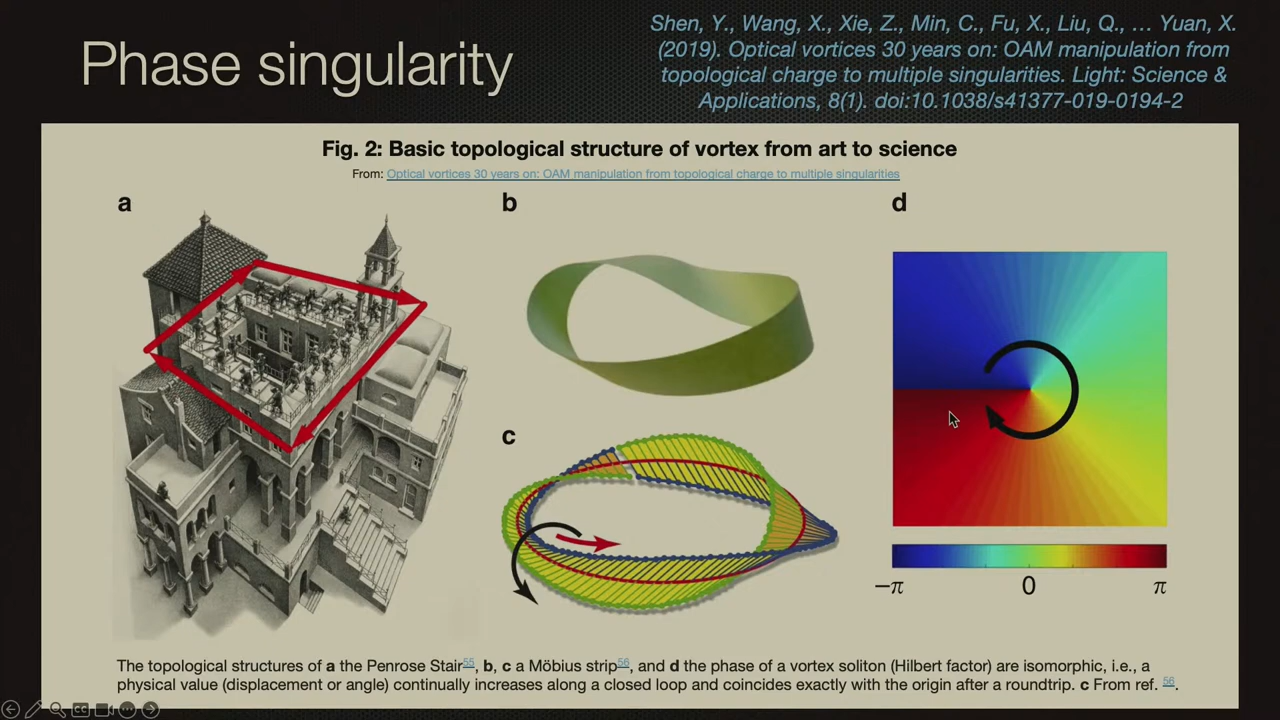 Phase singularity
Shen, Y., Wang, X., Xie, Z., Min, C., Fu, X., Liu, Q., … Yuan, X.
(2019). Optical vortices 30 years on: OAM manipulation from
topological charge to multiple singularities. Light: Science &
Applications, 8(1). doi:10.1038/s41377-019-0194-2
Fig. 2: Basic topological structure of vortex from art to science
From: Optical vortices 30 years on: OAM manipulation from topological charge to multiple singularities
a
b
d
c
−π
0
π
The topological structures of a the Penrose Stair55, b, c a Möbius strip56, and d the phase of a vortex soliton (Hilbert factor) are isomorphic, i.e., a
physical value (displacement or angle) continually increases along a closed loop and coincides exactly with the origin after a roundtrip. c From ref. 56.
CC